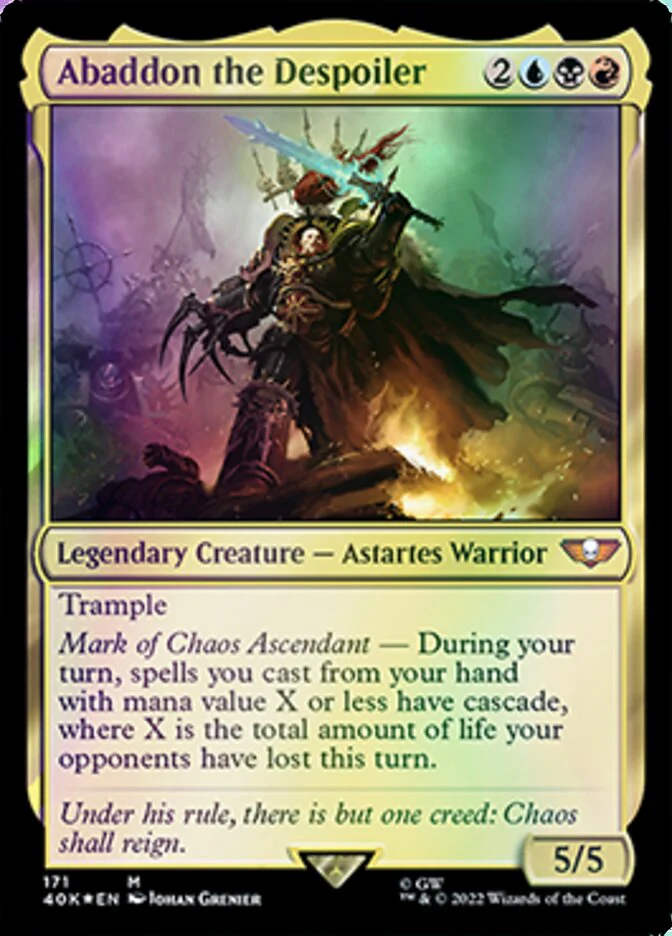 Abaddon the Despoiler 2
Legendary Creature — Astartes Warrior
Trample
Mark of Chaos Ascendant — During your
turn, spells you cast from your hand
with mana value X or less have cascade,
where X is the total amount of life your
opponents have lost this turn.
Under his rule, there is but one creed: Chaos
shall reign.
5/5
171 M
40K★EN Johan Grenier
© GW
™ & © 2022 Wizards of the Coast